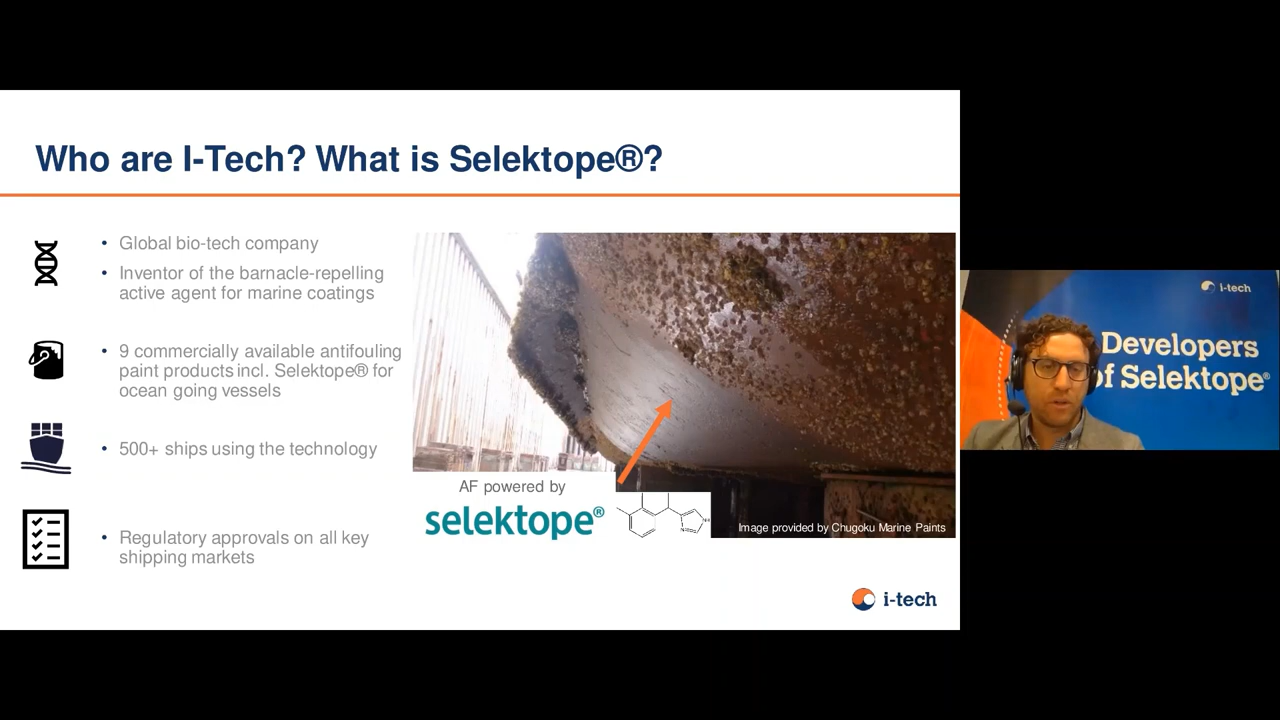 Who are I-Tech? What is Selektope®?
• Global bio-tech company
• Inventor of the barnacle-repelling
active agent for marine coatings
• 9 commercially available antifouling
paint products incl. Selektope® for
ocean going vessels
• 500+ ships using the technology
• Regulatory approvals on all key
shipping markets
AF powered by
selektope®
Image provided by Chugoku Marine Paints
i-tech
i-tech
Developers
of Selektope®